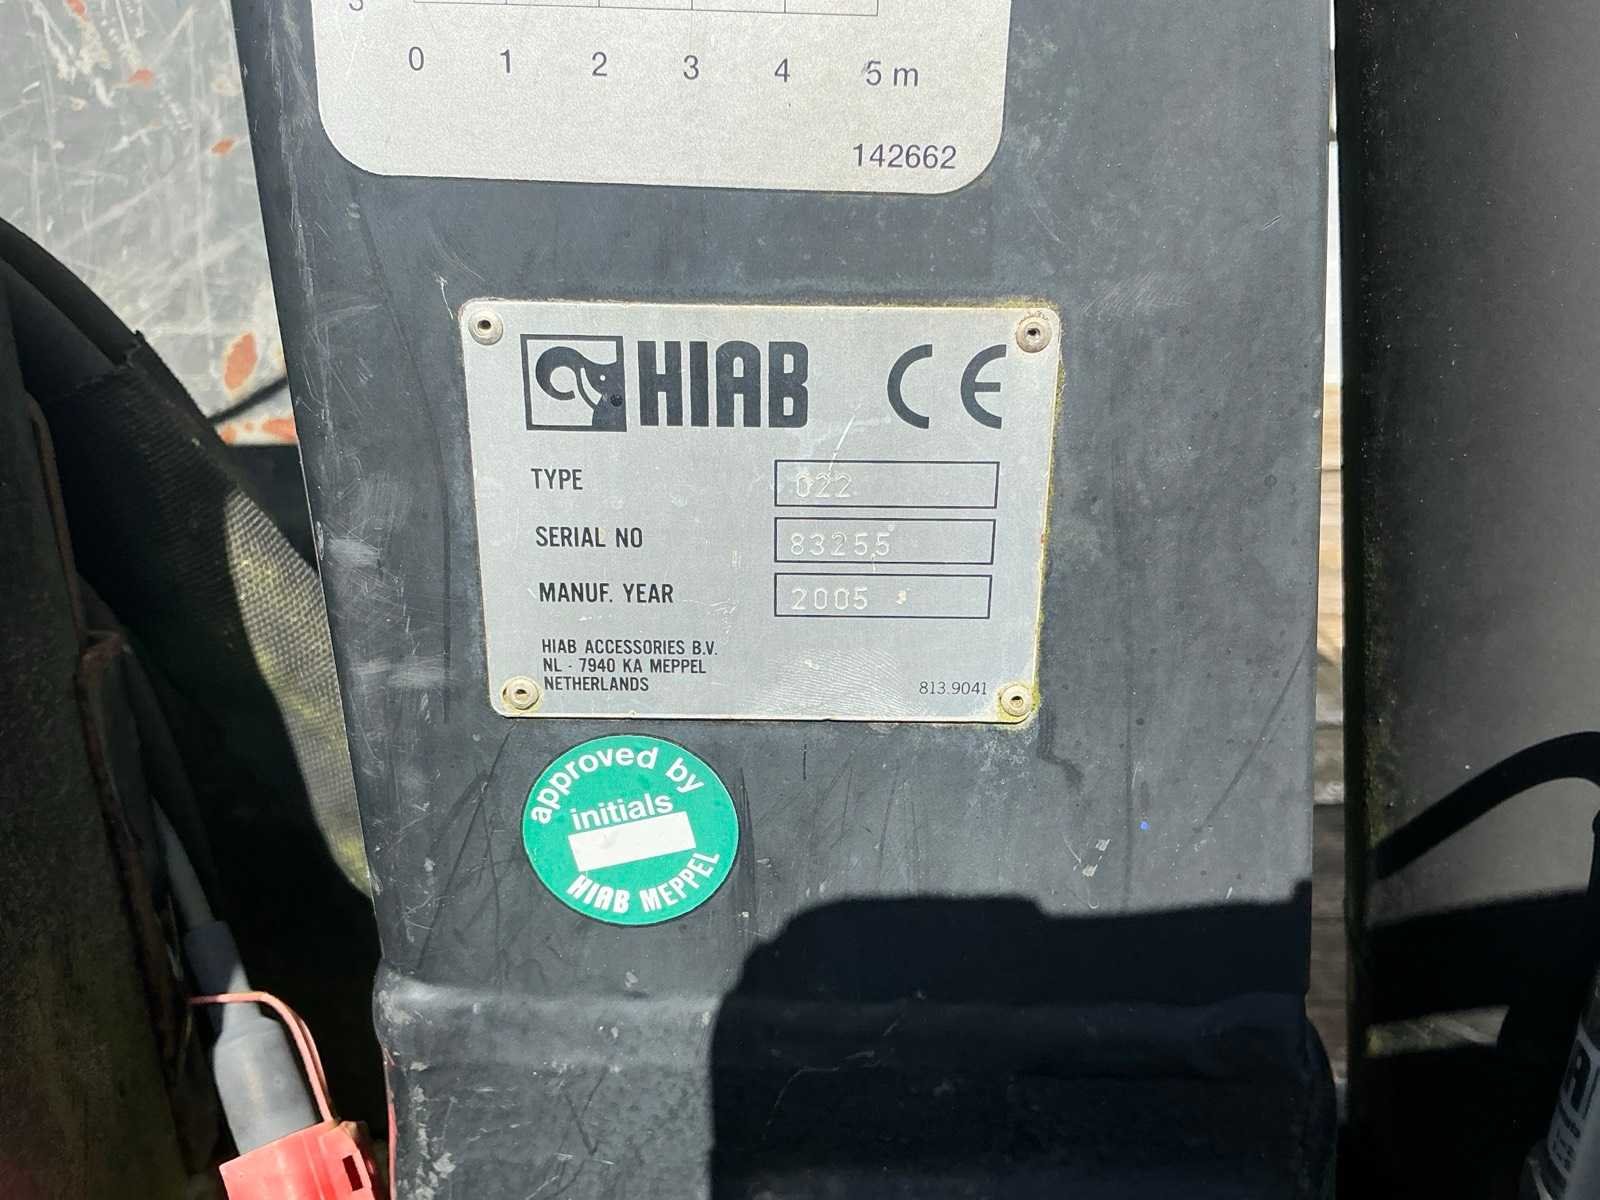 0 1 2 3 4 5 m
142662
HIAB CE
TYPE 022
SERIAL NO 83255
MANUF. YEAR 2005
HIAB ACCESSORIES B.V.
NL - 7940 KA MEPPEL
NETHERLANDS
813.9041
approved by
initials
HIAB MEPPEL